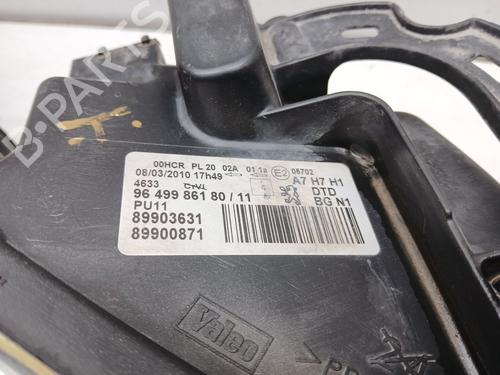 00HCR PL 20 02A 01 1a E2 06702
08/03/2010 17h49 A7 H7 H1
4633 DTD
96 499 861 80 / 11 BG N1
PU11
89903631
89900871
Valeo
B-PARTS